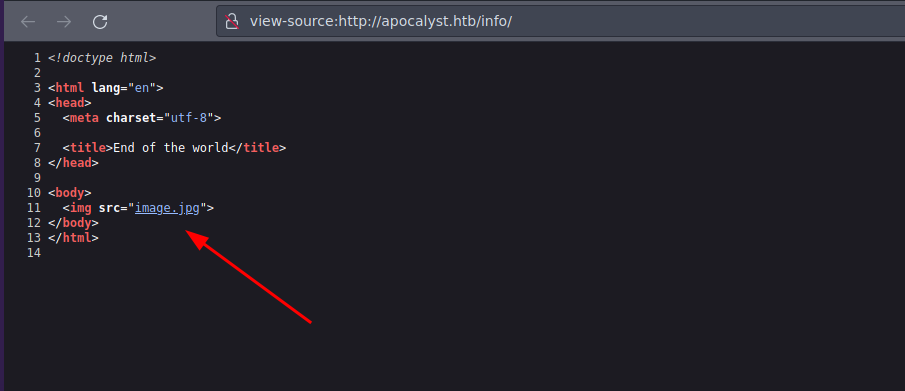 view-source:http://apocalyst.htb/info/
1 <!doctype html>
2
3 <html lang="en">
4 <head>
5 <meta charset="utf-8">
6
7 <title>End of the world</title>
8 </head>
9
10 <body>
11 <img src="image.jpg">
12 </body>
13 </html>
14